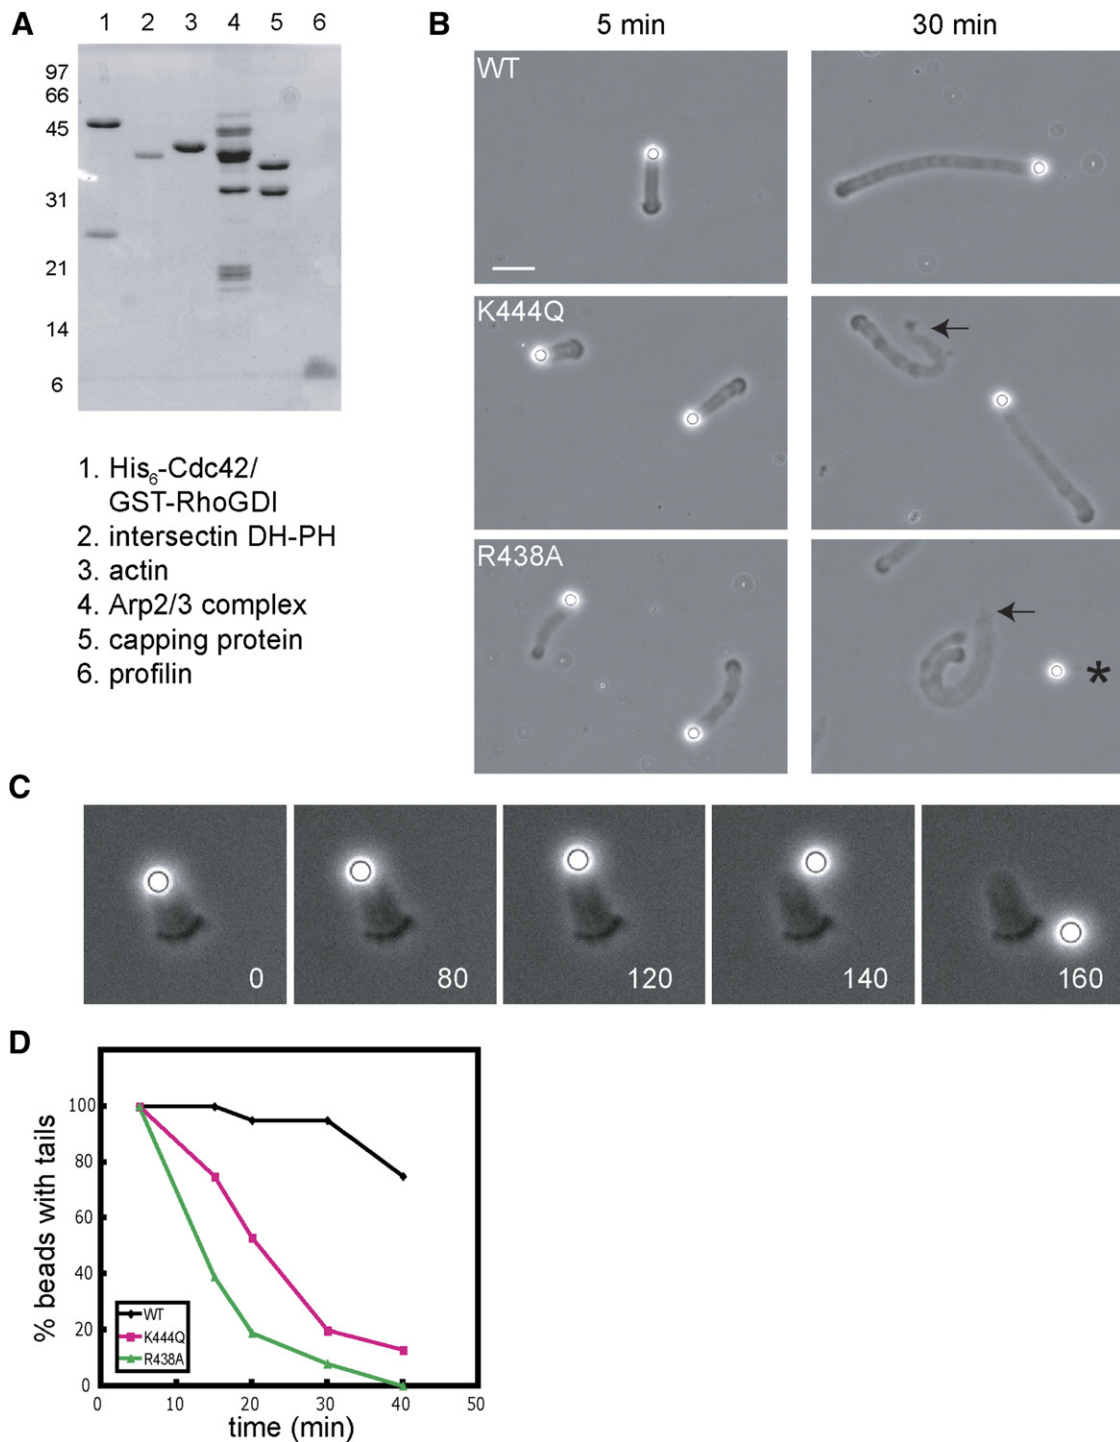 A
1 2 3 4 5 6
97
66
45
31
21
14
6
1. His6-Cdc42/
GST-RhoGDI
2. intersectin DH-PH
3. actin
4. Arp2/3 complex
5. capping protein
6. profilin
B
5 min 30 min
WT
K444Q
R438A
*
C
0 80 120 140 160
D
% beads with tails
100
80
60
40
20
0
WT
K444Q
R438A
0 10 20 30 40 50
time (min)